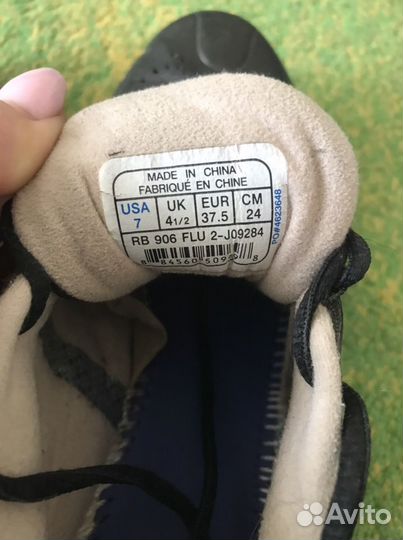 MADE IN CHINA
FABRIQUÉ EN CHINE
USA UK EUR CM
7 4 1/2 37.5 24
RB 906 FLU 2-J09284
PO#4623648
Avito